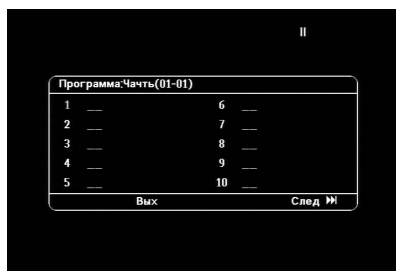 II
Программа:Чачть(01-01)
1 __ 6 __
2 __ 7 __
3 __ 8 __
4 __ 9 __
5 __ 10 __
Вых След ⏭